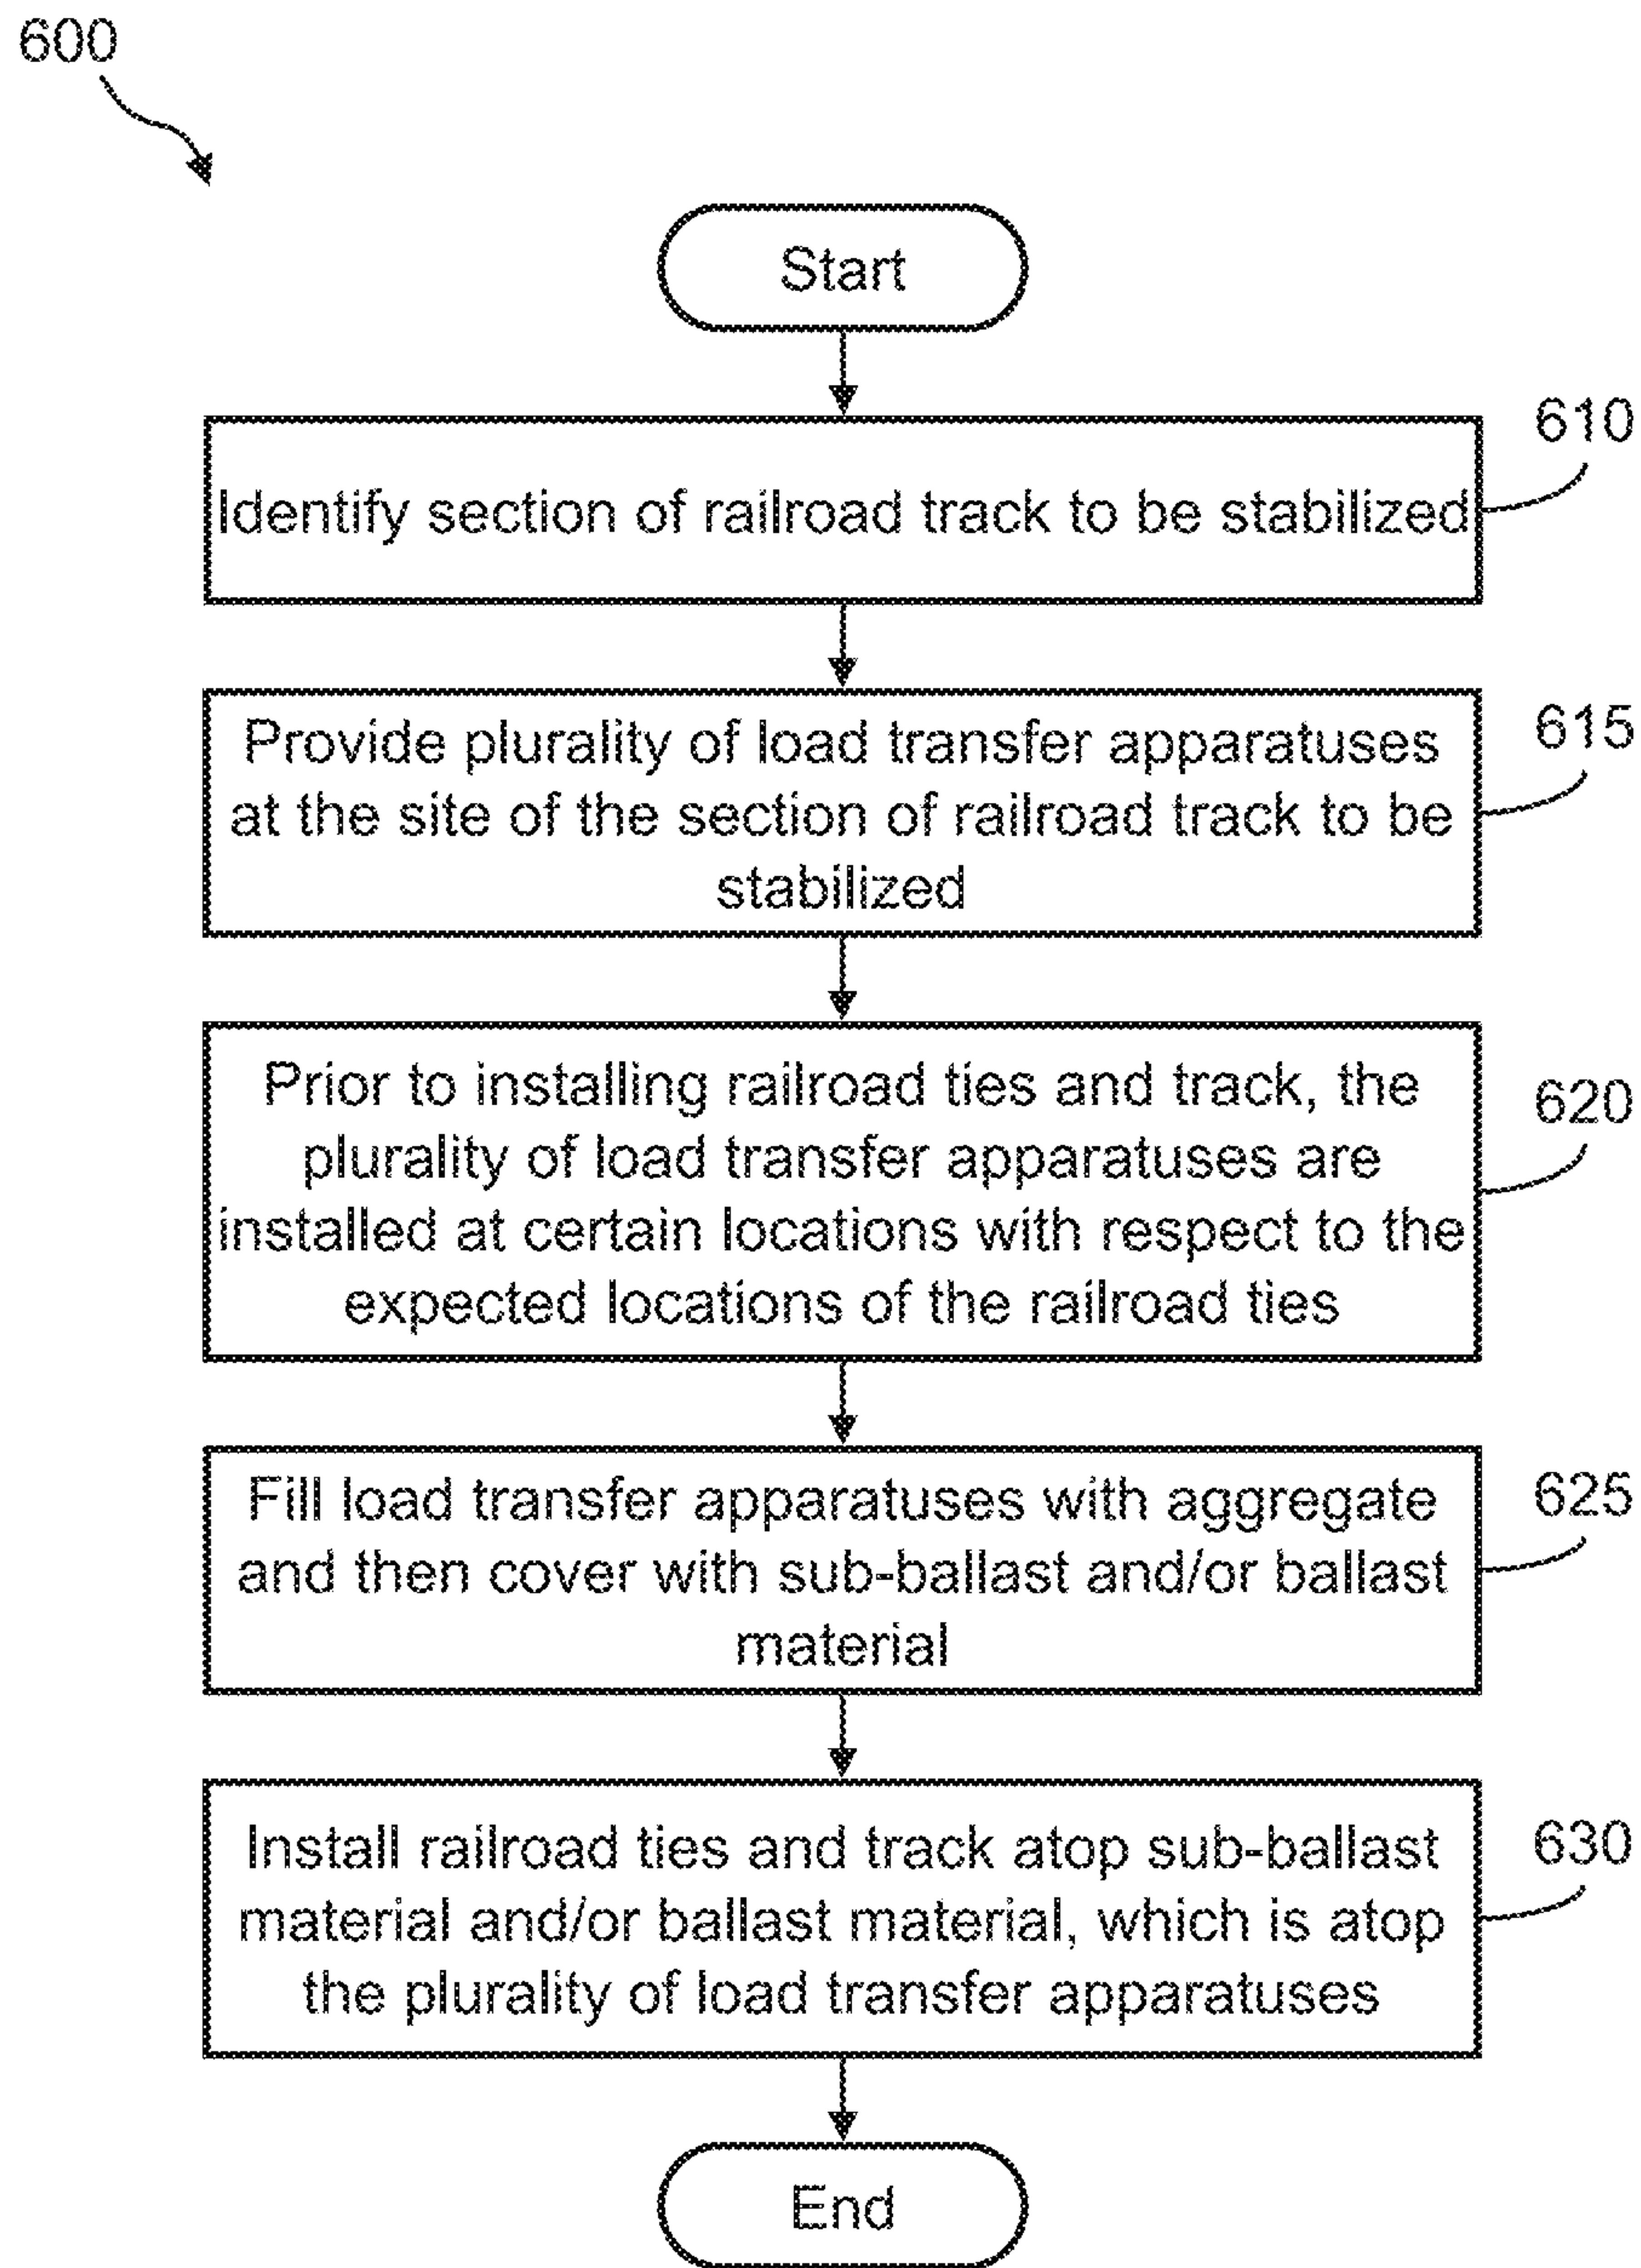 600
Start
610
Identify section of railroad track to be stabilized
615
Provide plurality of load transfer apparatuses
at the site of the section of railroad track to be
stabilized
620
Prior to installing railroad ties and track, the
plurality of load transfer apparatuses are
installed at certain locations with respect to the
expected locations of the railroad ties
625
Fill load transfer apparatuses with aggregate
and then cover with sub-ballast and/or ballast
material
630
Install railroad ties and track atop sub-ballast
material and/or ballast material, which is atop
the plurality of load transfer apparatuses
End